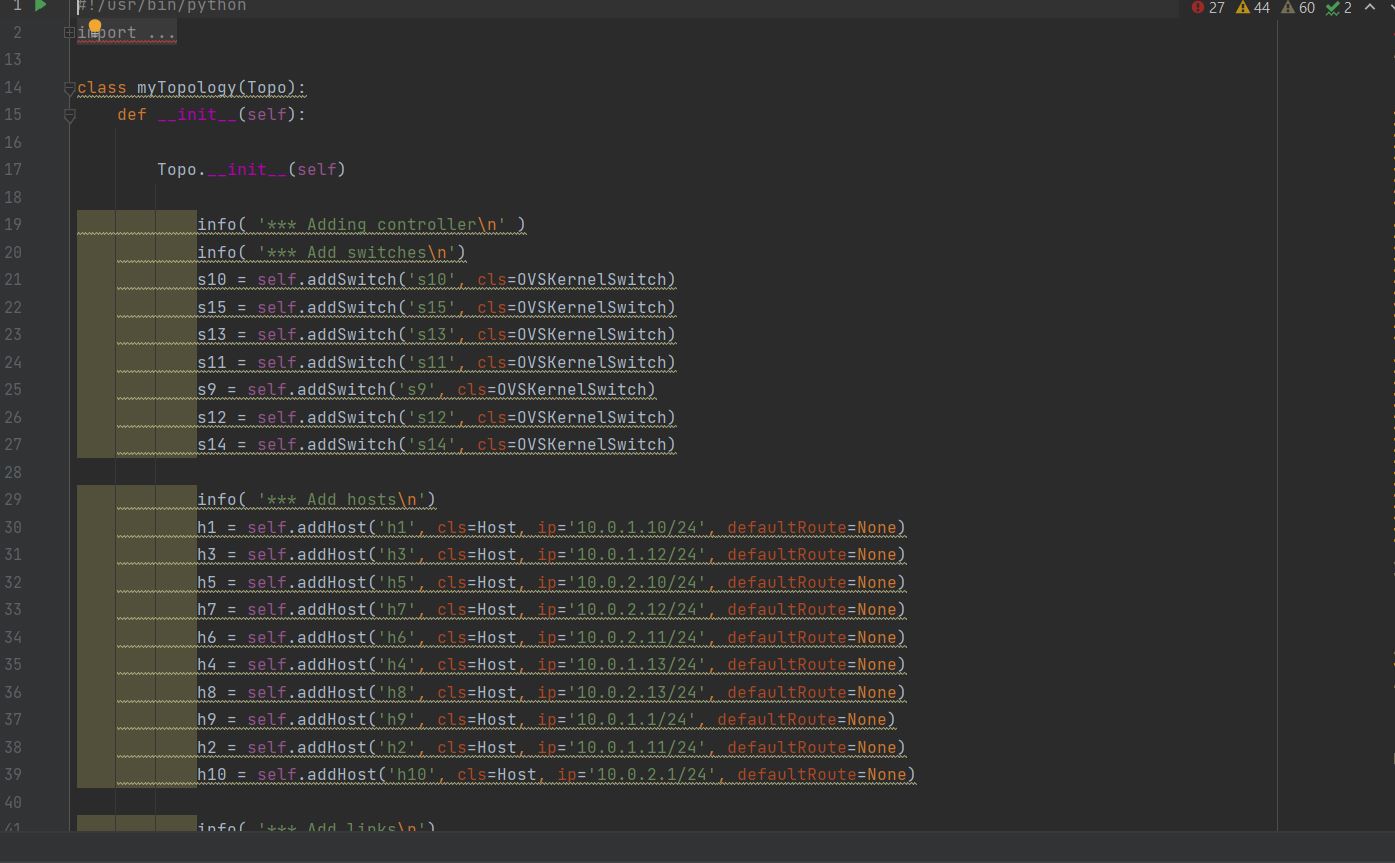 1 #!/usr/bin/python 27 44 60 2
2 import ...
13
14 class myTopology(Topo):
15 def __init__(self):
16
17 Topo.__init__(self)
18
19 info( '*** Adding controller\n' )
20 info( '*** Add switches\n')
21 s10 = self.addSwitch('s10', cls=OVSKernelSwitch)
22 s15 = self.addSwitch('s15', cls=OVSKernelSwitch)
23 s13 = self.addSwitch('s13', cls=OVSKernelSwitch)
24 s11 = self.addSwitch('s11', cls=OVSKernelSwitch)
25 s9 = self.addSwitch('s9', cls=OVSKernelSwitch)
26 s12 = self.addSwitch('s12', cls=OVSKernelSwitch)
27 s14 = self.addSwitch('s14', cls=OVSKernelSwitch)
28
29 info( '*** Add hosts\n')
30 h1 = self.addHost('h1', cls=Host, ip='10.0.1.10/24', defaultRoute=None)
31 h3 = self.addHost('h3', cls=Host, ip='10.0.1.12/24', defaultRoute=None)
32 h5 = self.addHost('h5', cls=Host, ip='10.0.2.10/24', defaultRoute=None)
33 h7 = self.addHost('h7', cls=Host, ip='10.0.2.12/24', defaultRoute=None)
34 h6 = self.addHost('h6', cls=Host, ip='10.0.2.11/24', defaultRoute=None)
35 h4 = self.addHost('h4', cls=Host, ip='10.0.1.13/24', defaultRoute=None)
36 h8 = self.addHost('h8', cls=Host, ip='10.0.2.13/24', defaultRoute=None)
37 h9 = self.addHost('h9', cls=Host, ip='10.0.1.1/24', defaultRoute=None)
38 h2 = self.addHost('h2', cls=Host, ip='10.0.1.11/24', defaultRoute=None)
39 h10 = self.addHost('h10', cls=Host, ip='10.0.2.1/24', defaultRoute=None)
40
41 info( '*** Add links\n')